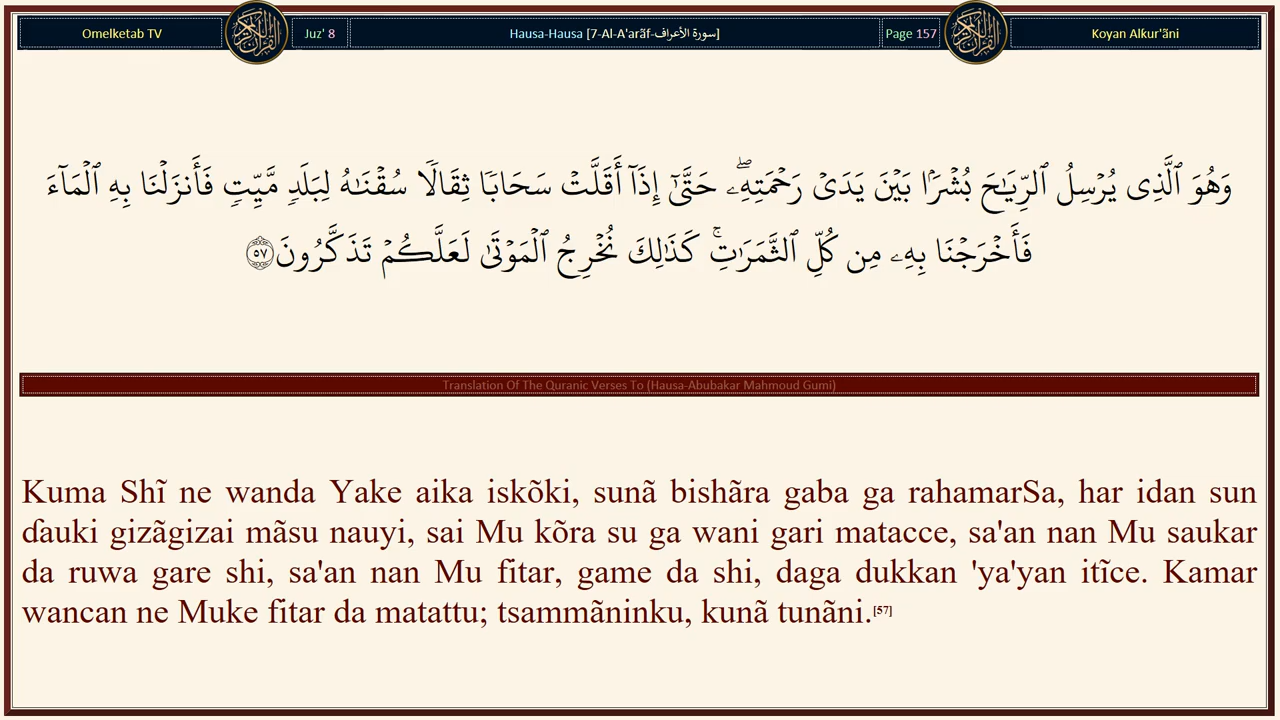 Omelketab TV
Juz' 8
Hausa-Hausa [7-Al-A'arãf-سورة الأعراف]
Page 157
Koyan Alƙur'ãni
وَهُوَ ٱلَّذِى يُرْسِلُ ٱلرِّيَـٰحَ بُشْرًۢا بَيْنَ يَدَىْ رَحْمَتِهِۦ ۖ حَتَّىٰٓ إِذَآ أَقَلَّتْ سَحَابًا ثِقَالًا سُقْنَـٰهُ لِبَلَدٍ مَّيِّتٍ فَأَنزَلْنَا بِهِ ٱلْمَآءَ
فَأَخْرَجْنَا بِهِۦ مِن كُلِّ ٱلثَّمَرَٰتِ ۚ كَذَٰلِكَ نُخْرِجُ ٱلْمَوْتَىٰ لَعَلَّكُمْ تَذَكَّرُونَ ٥٧
Translation Of The Quranic Verses To (Hausa-Abubakar Mahmoud Gumi)
Kuma Shĩ ne wanda Yake aika iskõki, sunã bishãra gaba ga rahamarSa, har idan sun
ɗauki gizãgizai mãsu nauyi, sai Mu kõra su ga wani gari matacce, sa'an nan Mu saukar
da ruwa gare shi, sa'an nan Mu fitar, game da shi, daga dukkan 'ya'yan itĩce. Kamar
wancan ne Muke fitar da matattu; tsammãninku, kunã tunãni.[57]